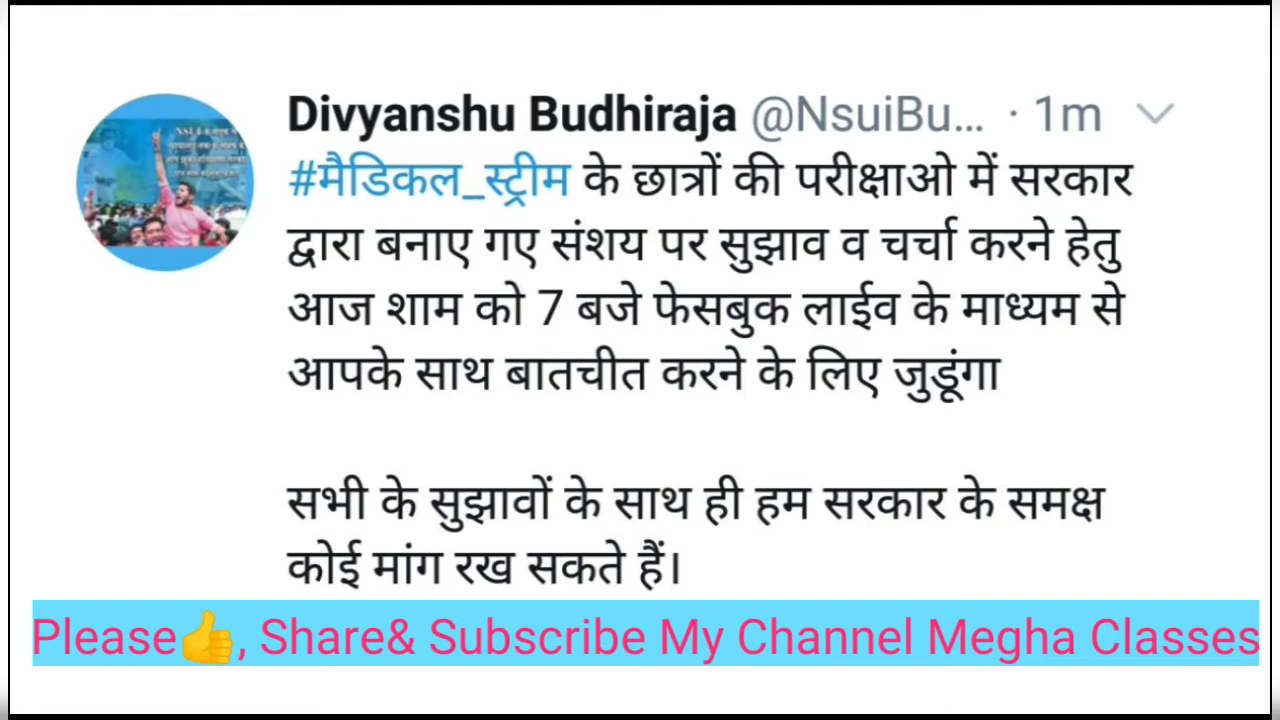 Divyanshu Budhiraja @NsuiBu... · 1m
#मैडिकल_स्ट्रीम के छात्रों की परीक्षाओ में सरकार
द्वारा बनाए गए संशय पर सुझाव व चर्चा करने हेतु
आज शाम को 7 बजे फेसबुक लाईव के माध्यम से
आपके साथ बातचीत करने के लिए जुडूंगा
सभी के सुझावों के साथ ही हम सरकार के समक्ष
कोई मांग रख सकते हैं।
Please👍, Share& Subscribe My Channel Megha Classes